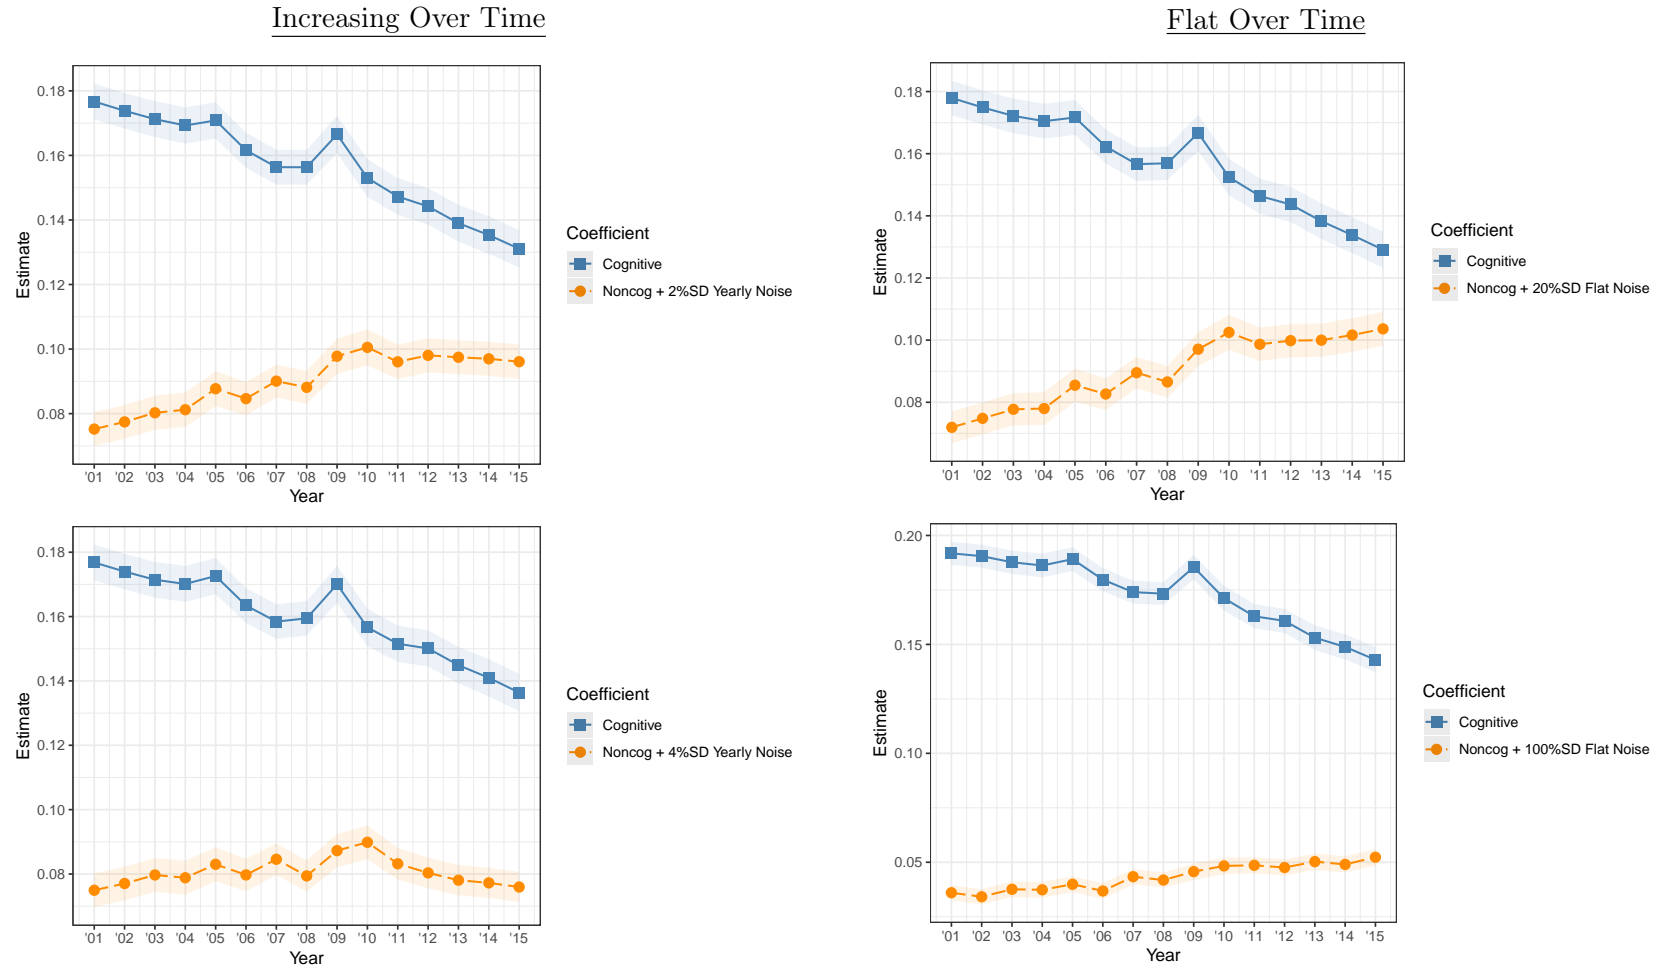 Increasing Over Time
Flat Over Time
0.18
0.16
0.14
0.12
0.10
0.08
Estimate
'01 '02 '03 '04 '05 '06 '07 '08 '09 '10 '11 '12 '13 '14 '15
Year
Coefficient
Cognitive
Noncog + 2%SD Yearly Noise
0.18
0.16
0.14
0.12
0.10
0.08
Estimate
'01 '02 '03 '04 '05 '06 '07 '08 '09 '10 '11 '12 '13 '14 '15
Year
Coefficient
Cognitive
Noncog + 20%SD Flat Noise
0.18
0.16
0.14
0.12
0.10
0.08
Estimate
'01 '02 '03 '04 '05 '06 '07 '08 '09 '10 '11 '12 '13 '14 '15
Year
Coefficient
Cognitive
Noncog + 4%SD Yearly Noise
0.20
0.15
0.10
0.05
Estimate
'01 '02 '03 '04 '05 '06 '07 '08 '09 '10 '11 '12 '13 '14 '15
Year
Coefficient
Cognitive
Noncog + 100%SD Flat Noise